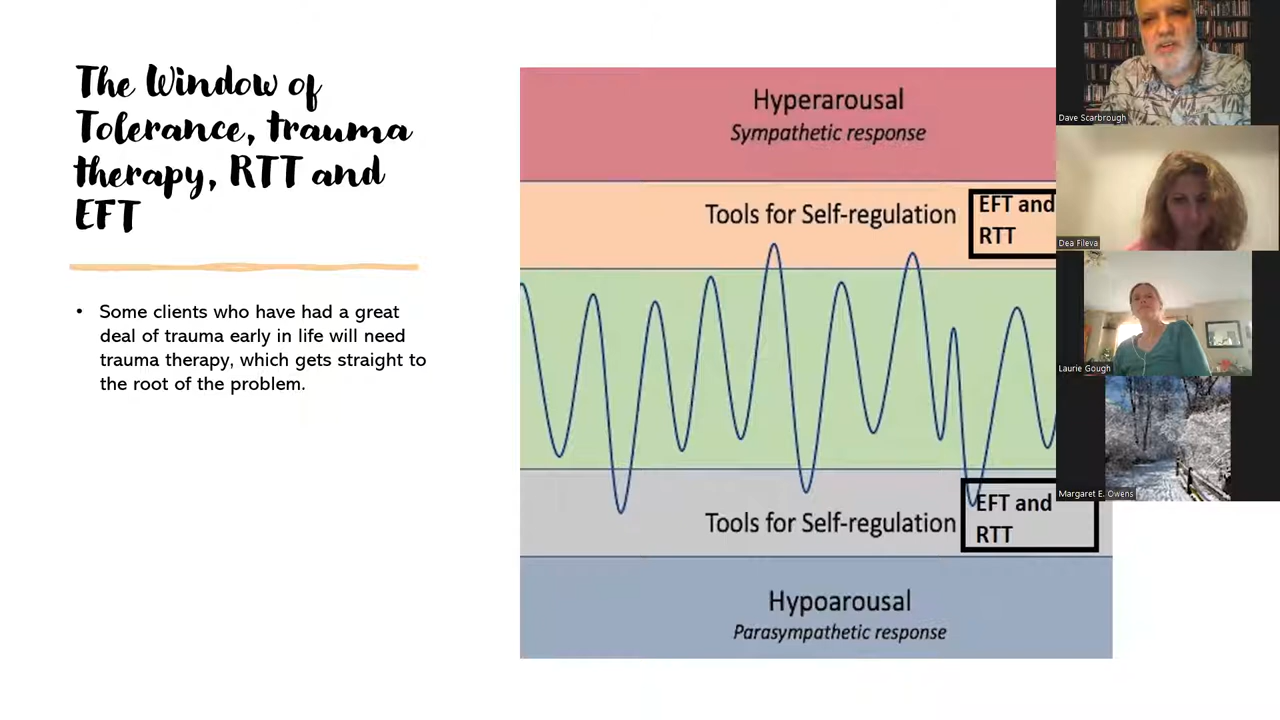 The Window of
Tolerance, trauma
therapy, RTT and
EFT
• Some clients who have had a great
deal of trauma early in life will need
trauma therapy, which gets straight to
the root of the problem.
Hyperarousal
Sympathetic response
Tools for Self-regulation
EFT and
RTT
Tools for Self-regulation
EFT and
RTT
Hypoarousal
Parasympathetic response
Dave Scarbrough
Dea Fileva
Laurie Gough
Margaret E. Owens